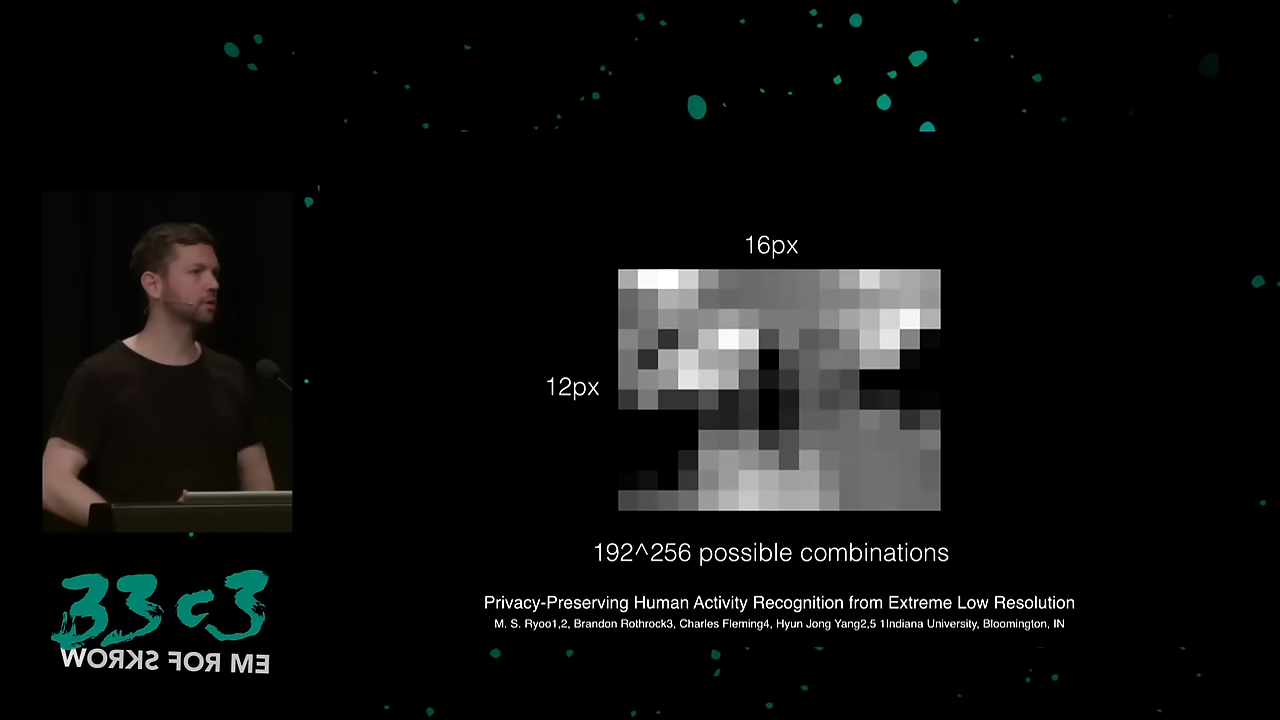 16px
12px
192^256 possible combinations
Privacy-Preserving Human Activity Recognition from Extreme Low Resolution
M. S. Ryoo1,2, Brandon Rothrock3, Charles Fleming4, Hyun Jong Yang2,5 1Indiana University, Bloomington, IN
33c3
WORKS FOR ME